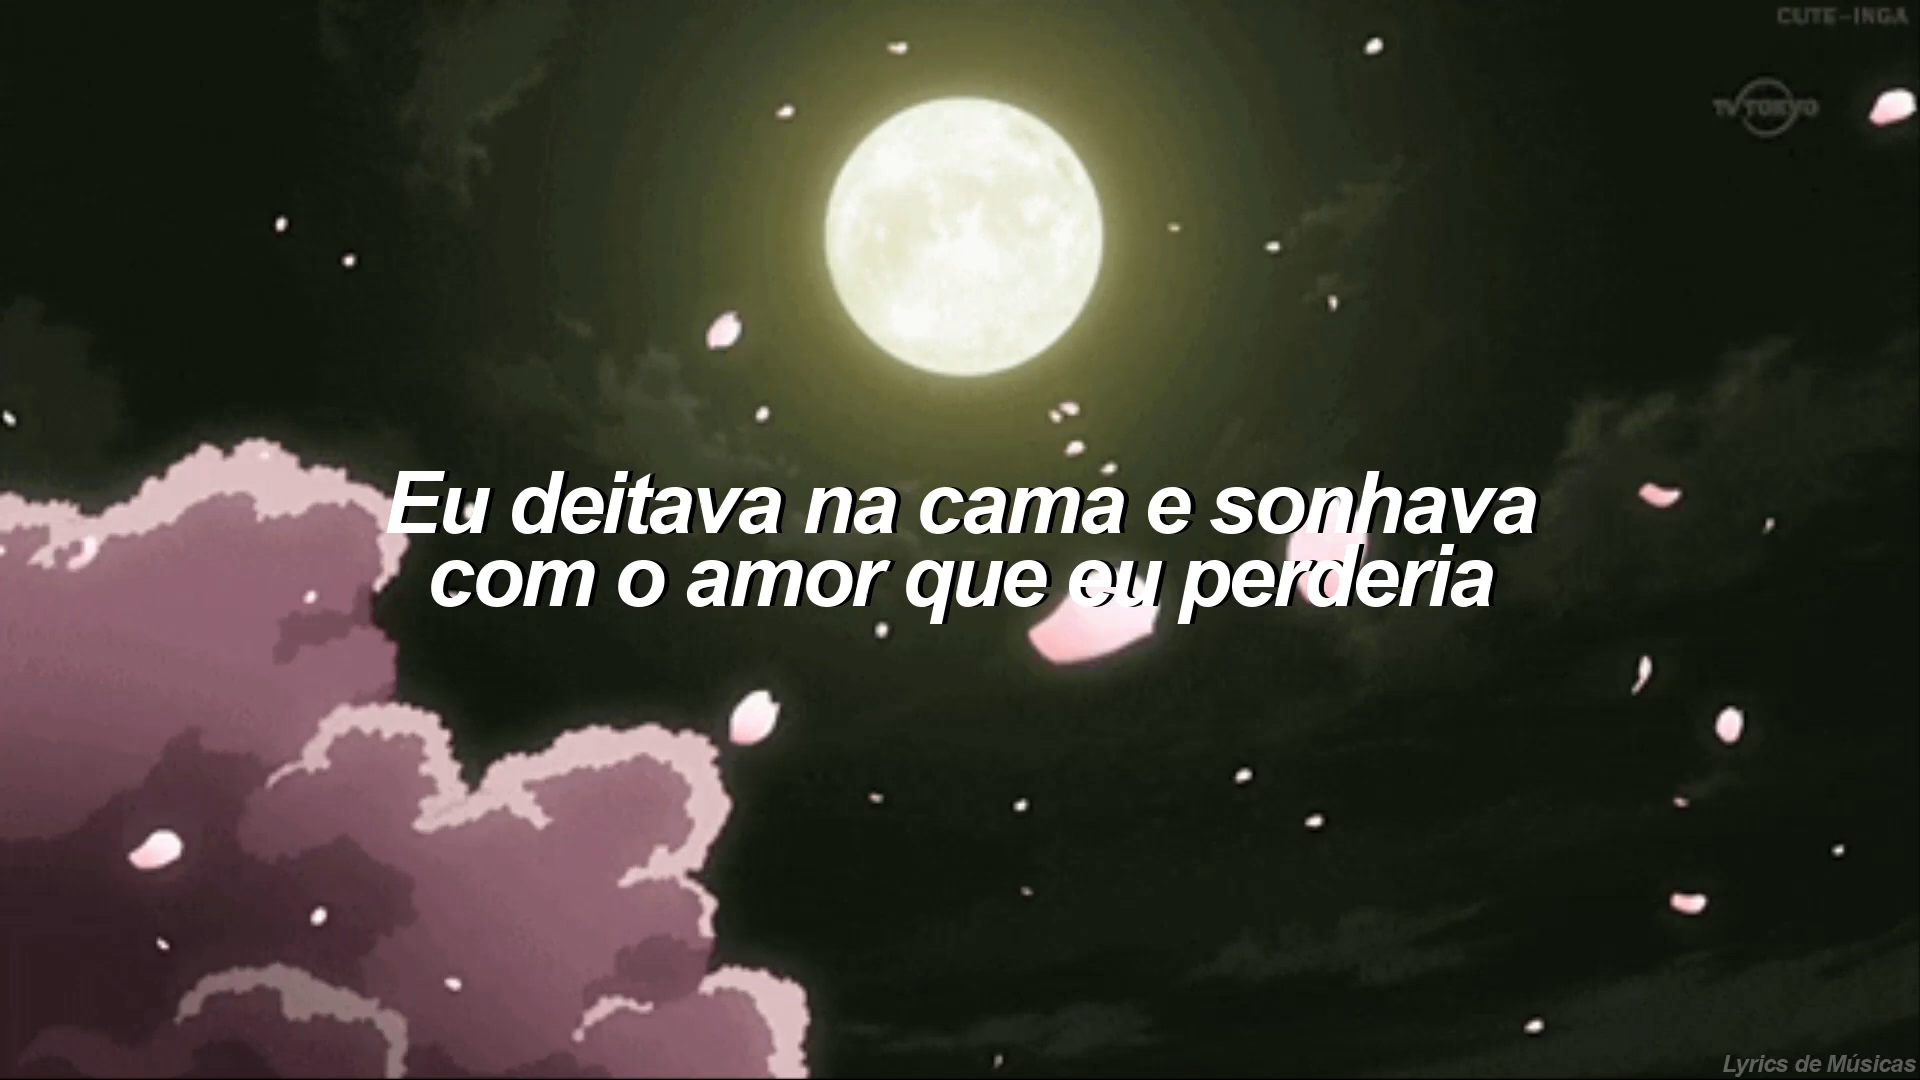 CUTE-INGA
TV TOKYO
Eu deitava na cama e sonhava
com o amor que eu perderia
Lyrics de Músicas